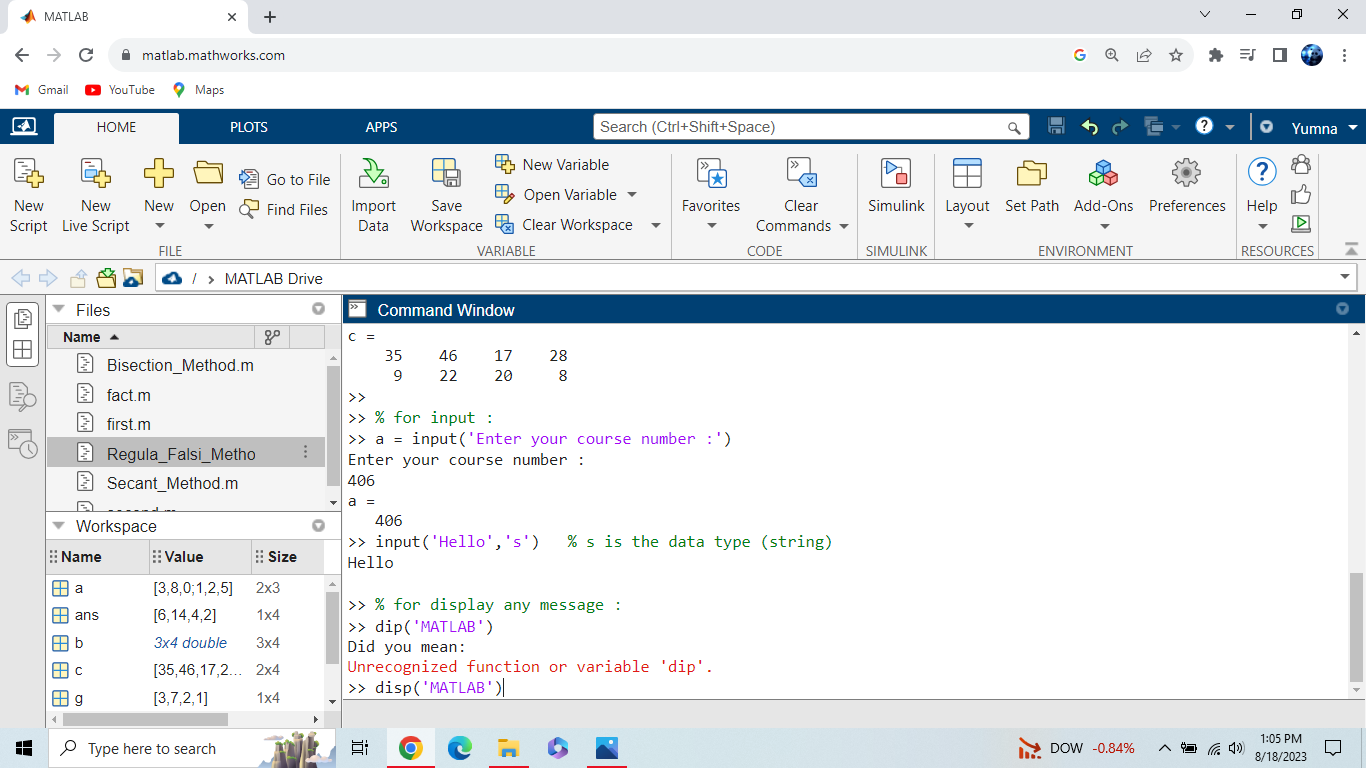 MATLAB
matlab.mathworks.com
Gmail YouTube Maps
HOME PLOTS APPS Search (Ctrl+Shift+Space) Yumna
New Script
New Live Script
New
Open
Go to File
Find Files
FILE
Import Data
Save Workspace
New Variable
Open Variable
Clear Workspace
VARIABLE
Favorites
Clear Commands
CODE
Simulink
SIMULINK
Layout
Set Path
Add-Ons
Preferences
ENVIRONMENT
Help
RESOURCES
/ > MATLAB Drive
Files
Name
Bisection_Method.m
fact.m
first.m
Regula_Falsi_Metho
Secant_Method.m
Workspace
Name Value Size
a [3,8,0;1,2,5] 2x3
ans [6,14,4,2] 1x4
b 3x4 double 3x4
c [35,46,17,2... 2x4
g [3,7,2,1] 1x4
Command Window
c =
35 46 17 28
9 22 20 8
>>
>> % for input :
>> a = input('Enter your course number :')
Enter your course number :
406
a =
406
>> input('Hello','s') % s is the data type (string)
Hello
>> % for display any message :
>> dip('MATLAB')
Did you mean:
Unrecognized function or variable 'dip'.
>> disp('MATLAB')
Type here to search
DOW -0.84%
1:05 PM
8/18/2023